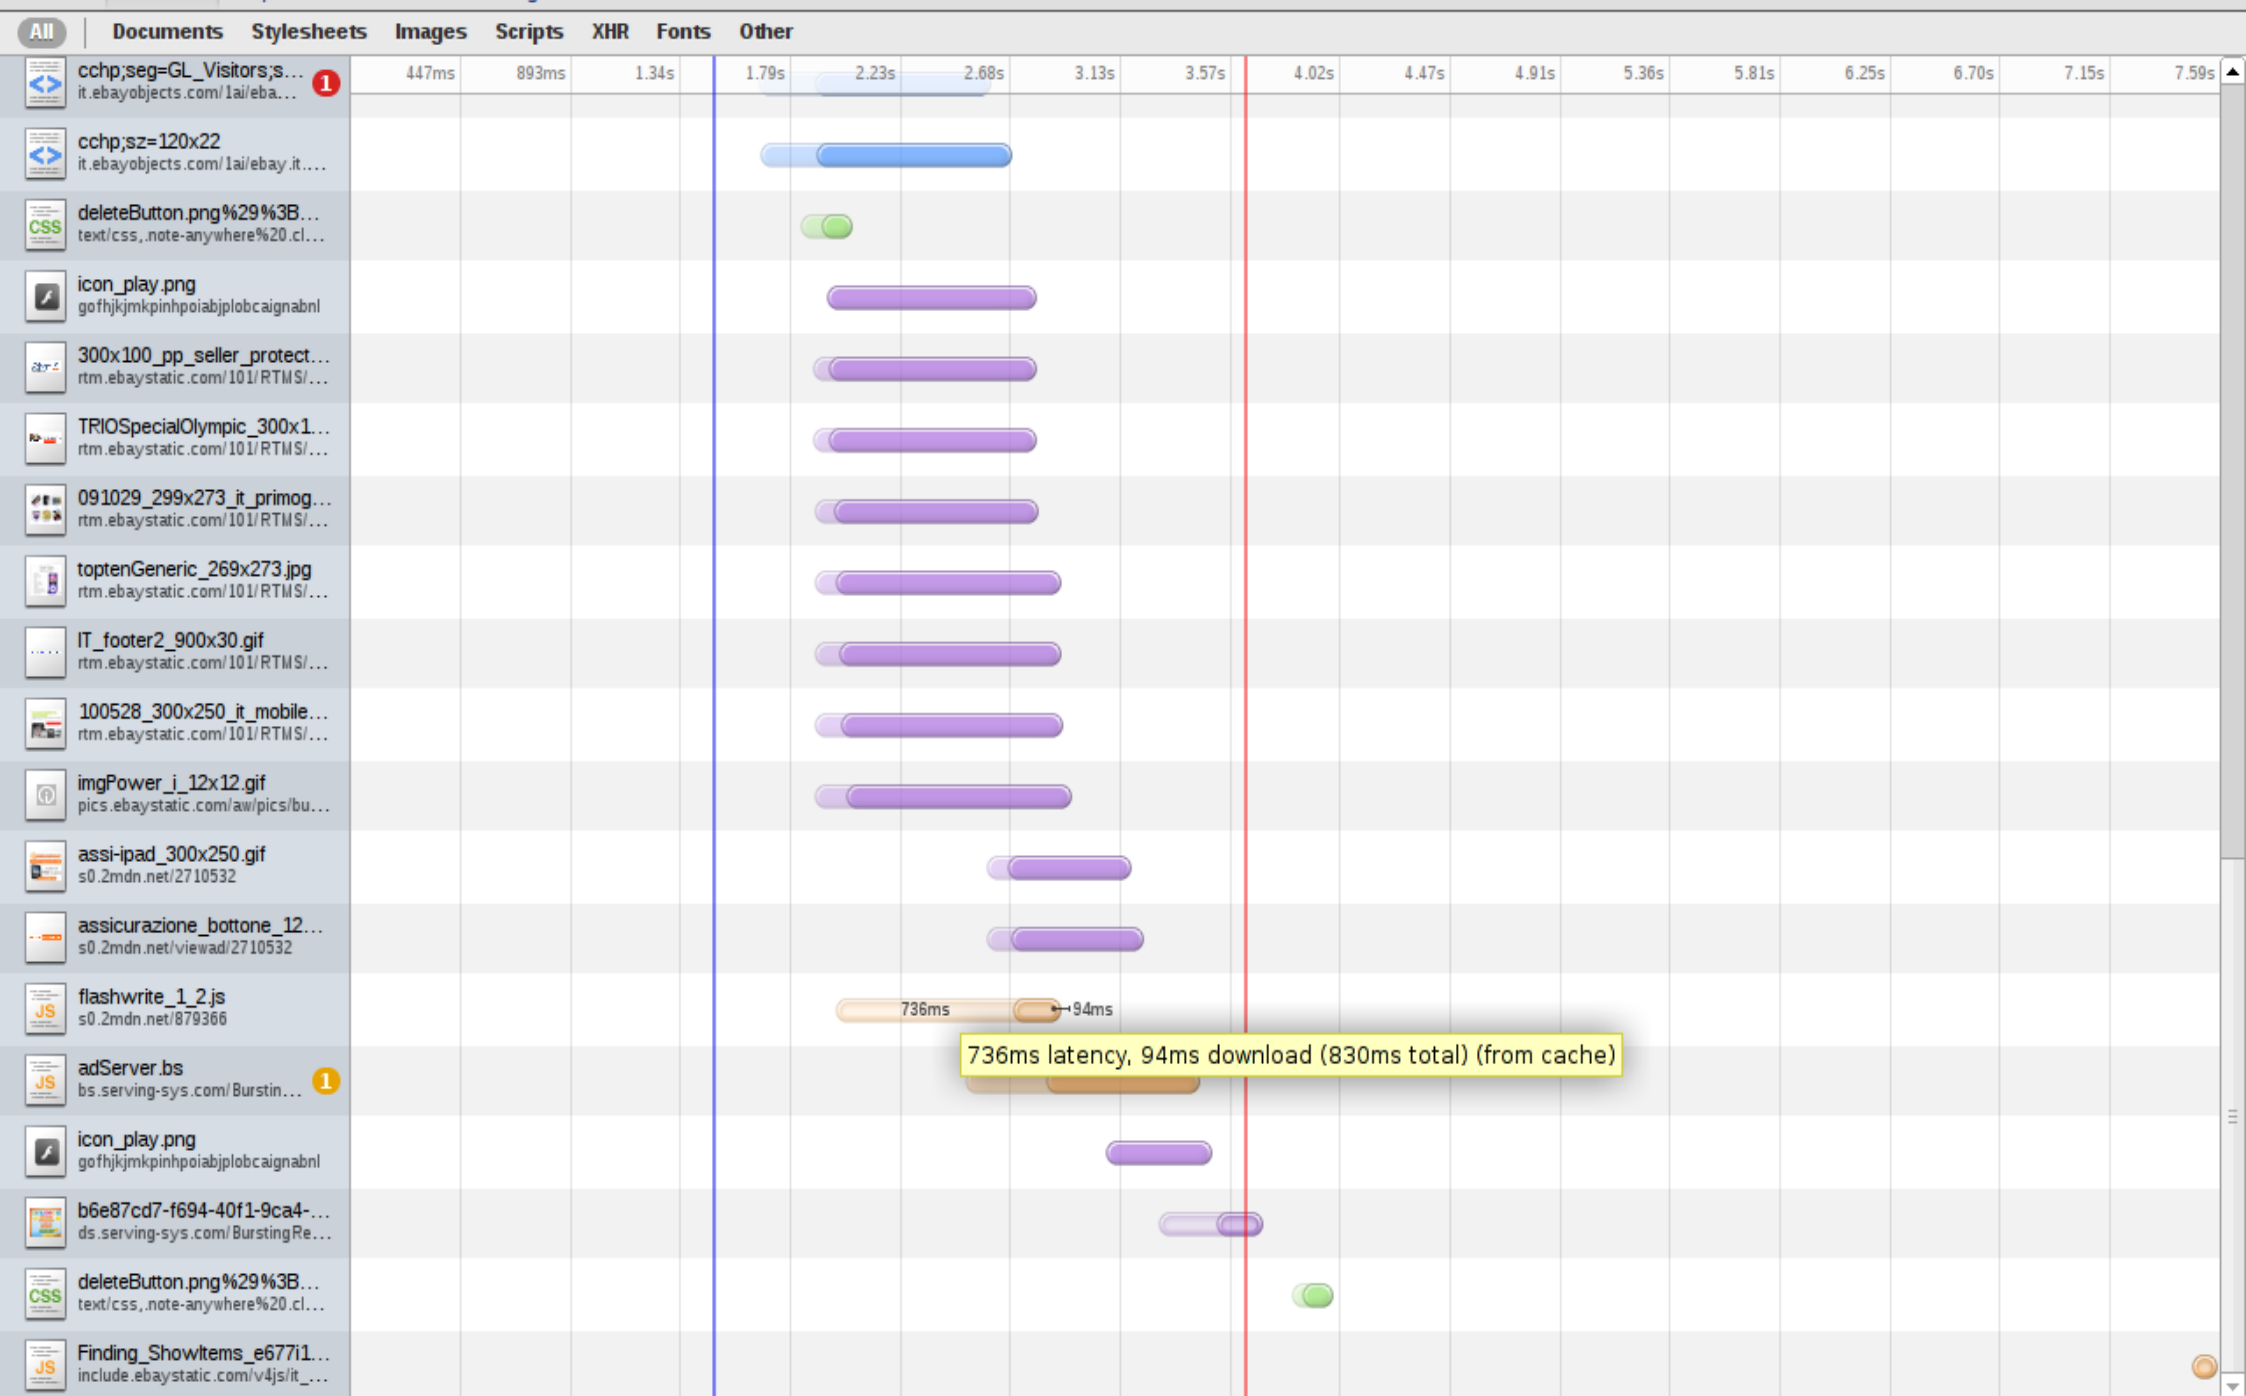 All Documents Stylesheets Images Scripts XHR Fonts Other
447ms 893ms 1.34s 1.79s 2.23s 2.68s 3.13s 3.57s 4.02s 4.47s 4.91s 5.36s 5.81s 6.25s 6.70s 7.15s 7.59s
cchp;seg=GL_Visitors;s...
it.ebayobjects.com/1ai/eba...
1
cchp;sz=120x22
it.ebayobjects.com/1ai/ebay.it....
CSS
deleteButton.png%29%3B...
text/css,.note-anywhere%20.cl...
icon_play.png
gofhjkjmkpinhpoiabjplobcaignabnl
300x100_pp_seller_protect...
rtm.ebaystatic.com/101/RTMS/...
TRIOSpecialOlympic_300x1...
rtm.ebaystatic.com/101/RTMS/...
091029_299x273_it_primog...
rtm.ebaystatic.com/101/RTMS/...
toptenGeneric_269x273.jpg
rtm.ebaystatic.com/101/RTMS/...
IT_footer2_900x30.gif
rtm.ebaystatic.com/101/RTMS/...
100528_300x250_it_mobile...
rtm.ebaystatic.com/101/RTMS/...
imgPower_i_12x12.gif
pics.ebaystatic.com/aw/pics/bu...
assi-ipad_300x250.gif
s0.2mdn.net/2710532
assicurazione_bottone_12...
s0.2mdn.net/viewad/2710532
JS
flashwrite_1_2.js
s0.2mdn.net/879366
736ms 94ms
736ms latency, 94ms download (830ms total) (from cache)
JS
adServer.bs
bs.serving-sys.com/Burstin...
1
icon_play.png
gofhjkjmkpinhpoiabjplobcaignabnl
b6e87cd7-f694-40f1-9ca4-...
ds.serving-sys.com/BurstingRe...
CSS
deleteButton.png%29%3B...
text/css,.note-anywhere%20.cl...
JS
Finding_ShowItems_e677i1...
include.ebaystatic.com/v4js/it_...